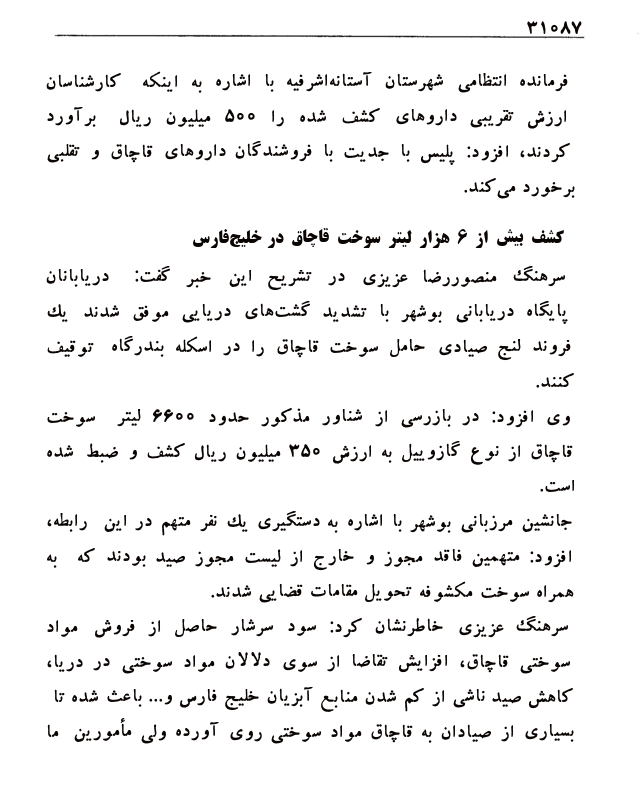 ۳۱۰۸۷
فرمانده انتظامی شهرستان آستانه‌اشرفیه با اشاره به اینکه کارشناسان
ارزش تقریبی داروهای کشف شده را ۵۰۰ میلیون ریال برآورد
کردند، افزود: پلیس با جدیت با فروشندگان داروهای قاچاق و تقلبی
برخورد می‌کند.
کشف بیش از ۶ هزار لیتر سوخت قاچاق در خلیج‌فارس
سرهنگ منصوررضا عزیزی در تشریح این خبر گفت: دریابانان
پایگاه دریابانی بوشهر با تشدید گشت‌های دریایی موفق شدند یك
فروند لنج صیادی حامل سوخت قاچاق را در اسکله بندرگاه توقیف
کنند.
وی افزود: در بازرسی از شناور مذکور حدود ۶۶۰۰ لیتر سوخت
قاچاق از نوع گازوییل به ارزش ۳۵۰ میلیون ریال کشف و ضبط شده
است.
جانشین مرزبانی بوشهر با اشاره به دستگیری یك نفر متهم در این رابطه،
افزود: متهمین فاقد مجوز و خارج از لیست مجوز صید بودند که به
همراه سوخت مکشوفه تحویل مقامات قضایی شدند.
سرهنگ عزیزی خاطرنشان کرد: سود سرشار حاصل از فروش مواد
سوختی قاچاق، افزایش تقاضا از سوی دلالان مواد سوختی در دریا،
کاهش صید ناشی از کم شدن منابع آبزیان خلیج فارس و... باعث شده تا
بسیاری از صیادان به قاچاق مواد سوختی روی آورده ولی مأمورین ما